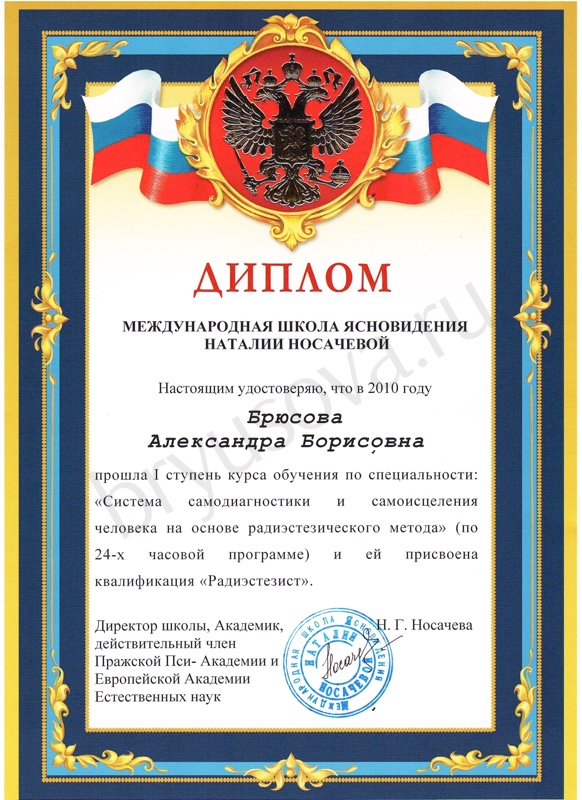 ДИПЛОМ
МЕЖДУНАРОДНАЯ ШКОЛА ЯСНОВИДЕНИЯ
НАТАЛИИ НОСАЧЕВОЙ
Настоящим удостоверяю, что в 2010 году
Брюсова
Александра Борисовна
прошла I ступень курса обучения по специальности:
«Система самодиагностики и самоисцеления
человека на основе радиэстезического метода» (по
24-х часовой программе) и ей присвоена
квалификация «Радиэстезист».
Директор школы, Академик,
действительный член
Пражской Пси- Академии и
Европейской Академии
Естественных наук
Н. Г. Носачева
МЕЖДУНАРОДНАЯ ШКОЛА ЯСНОВИДЕНИЯ
НАТАЛИИ
НОСАЧЕВОЙ
Носачев
bryusova.ru